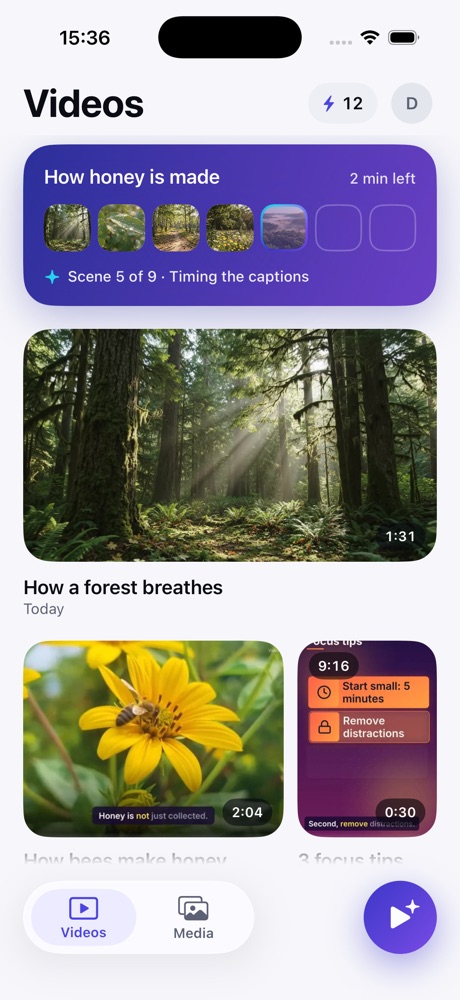 15:36
Videos
12
D
How honey is made
2 min left
Scene 5 of 9 · Timing the captions
1:31
How a forest breathes
Today
Honey is not just collected.
2:04
focus tips
9:16
Start small: 5
minutes
Remove
distractions
0:30
Second, remove distractions.
How bees make honey
3 focus tips
Videos
Media